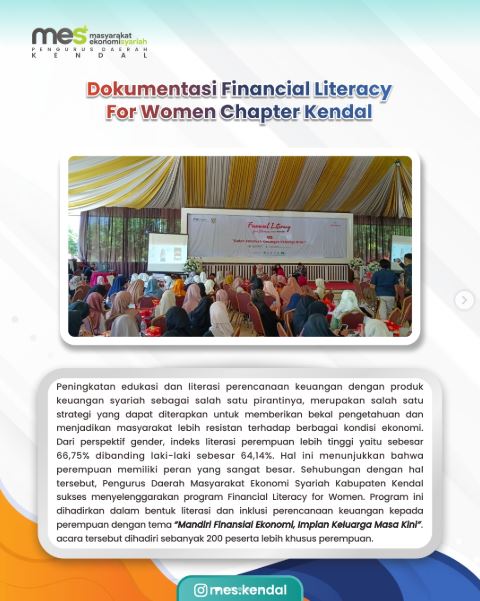 mes masyarakat
ekonomisyariah
PENGURUS DAERAH
KENDAL
Dokumentasi Financial Literacy
For Women Chapter Kendal
Financial Literacy
Peningkatan edukasi dan literasi perencanaan keuangan dengan produk
keuangan syariah sebagai salah satu pirantinya, merupakan salah satu
strategi yang dapat diterapkan untuk memberikan bekal pengetahuan dan
menjadikan masyarakat lebih resistan terhadap berbagai kondisi ekonomi.
Dari perspektif gender, indeks literasi perempuan lebih tinggi yaitu sebesar
66,75% dibanding laki-laki sebesar 64,14%. Hal ini menunjukkan bahwa
perempuan memiliki peran yang sangat besar. Sehubungan dengan hal
tersebut, Pengurus Daerah Masyarakat Ekonomi Syariah Kabupaten Kendal
sukses menyelenggarakan program Financial Literacy for Women. Program ini
dihadirkan dalam bentuk literasi dan inklusi perencanaan keuangan kepada
perempuan dengan tema "Mandiri Finansial Ekonomi, Impian Keluarga Masa Kini".
acara tersebut dihadiri sebanyak 200 peserta lebih khusus perempuan.
mes.kendal